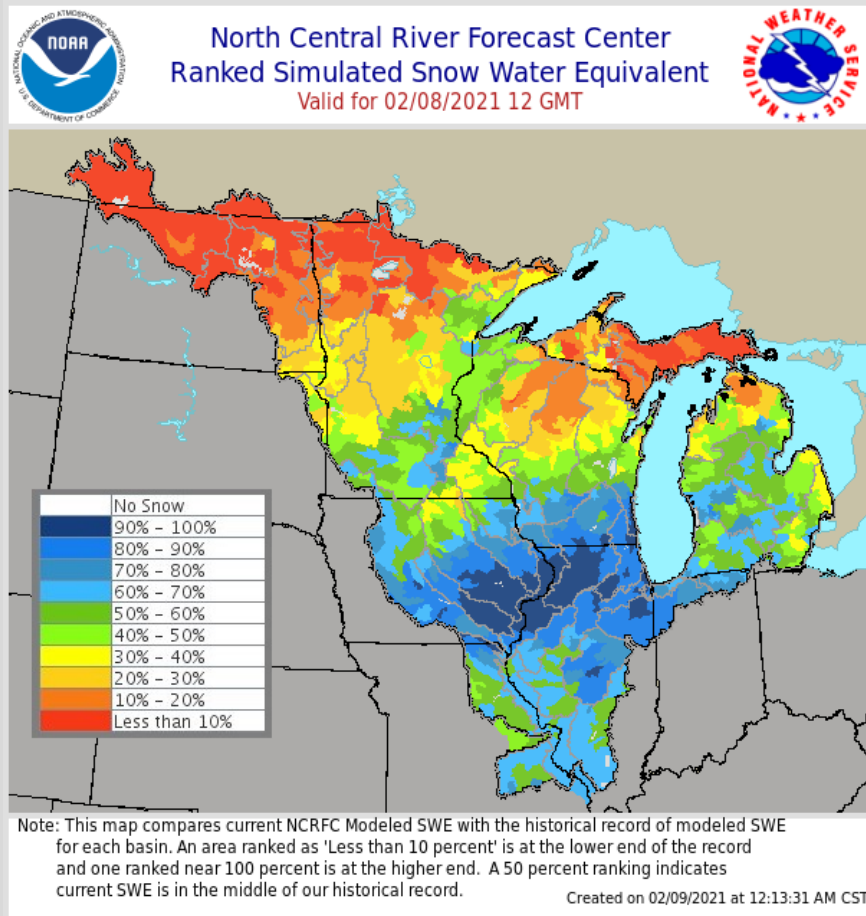 North Central River Forecast Center
Ranked Simulated Snow Water Equivalent
Valid for 02/08/2021 12 GMT
NATIONAL OCEANIC AND ATMOSPHERIC ADMINISTRATION
NOAA
U.S. DEPARTMENT OF COMMERCE
NATIONAL WEATHER SERVICE
No Snow
90% - 100%
80% - 90%
70% - 80%
60% - 70%
50% - 60%
40% - 50%
30% - 40%
20% - 30%
10% - 20%
Less than 10%
Note: This map compares current NCRFC Modeled SWE with the historical record of modeled SWE
for each basin. An area ranked as 'Less than 10 percent' is at the lower end of the record
and one ranked near 100 percent is at the higher end. A 50 percent ranking indicates
current SWE is in the middle of our historical record.
Created on 02/09/2021 at 12:13:31 AM CST